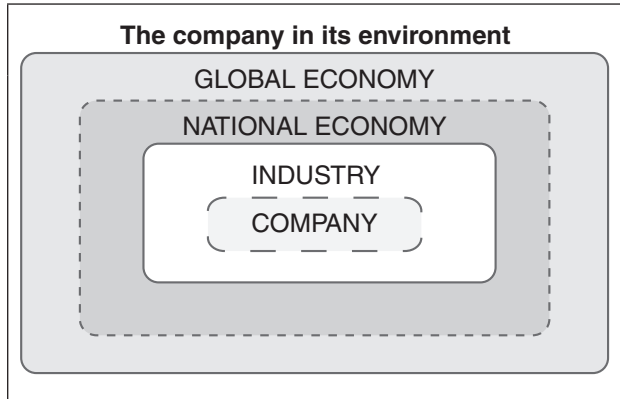 The company in its environment
GLOBAL ECONOMY
NATIONAL ECONOMY
INDUSTRY
COMPANY